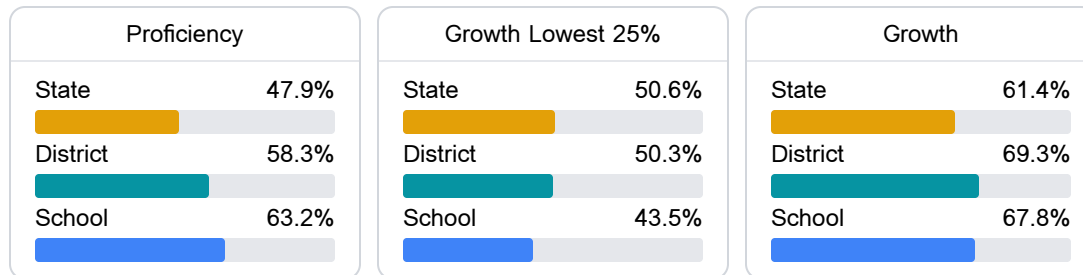 Proficiency
State 47.9%
District 58.3%
School 63.2%
Growth Lowest 25%
State 50.6%
District 50.3%
School 43.5%
Growth
State 61.4%
District 69.3%
School 67.8%